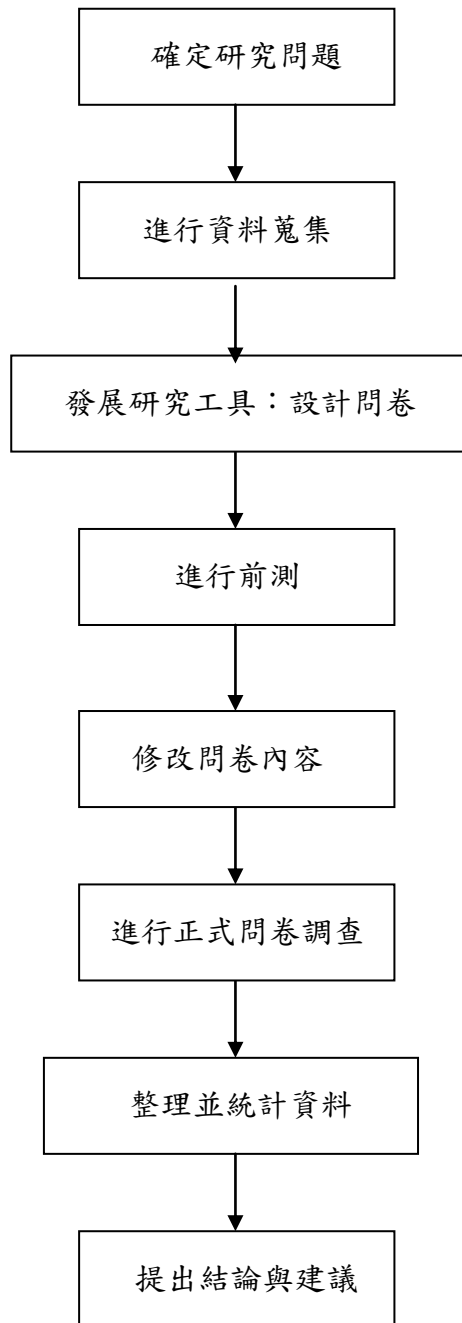 確定研究問題
進行資料蒐集
發展研究工具：設計問卷
進行前測
修改問卷內容
進行正式問卷調查
整理並統計資料
提出結論與建議